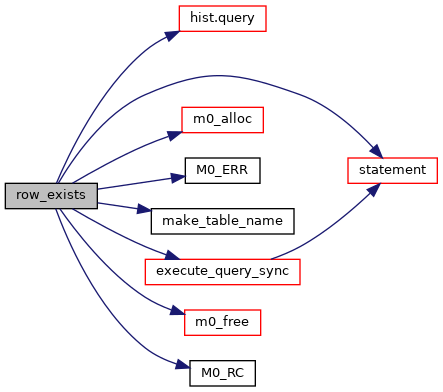 hist.query
m0_alloc
statement
M0_ERR
row_exists
make_table_name
execute_query_sync
m0_free
M0_RC